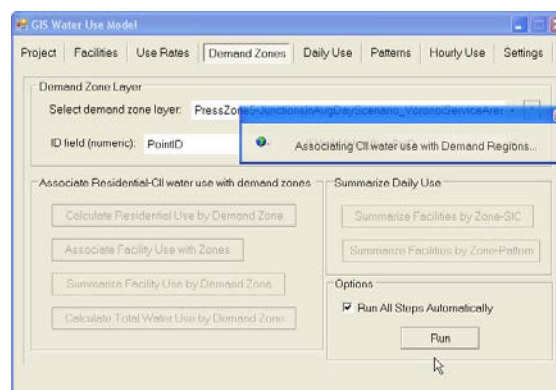 GIS Water Use Model
Project Facilities Use Rates Demand Zones Daily Use Patterns Hourly Use Settings
Demand Zone Layer
Select demand zone layer:
ID field (numeric): PointID
Associating CII water use with Demand Regions...
Associate Residential-CII water use with demand zones
Calculate Residential Use by Demand Zone
Associate Facility Use with Zones
Summarize Facility Use by Demand Zone
Calculate Total Water Use by Demand Zone
Summarize Daily Use
Summarize Facilities by Zone-SIC
Summarize Facilities by Zone-Pattern
Options
Run All Steps Automatically
Run